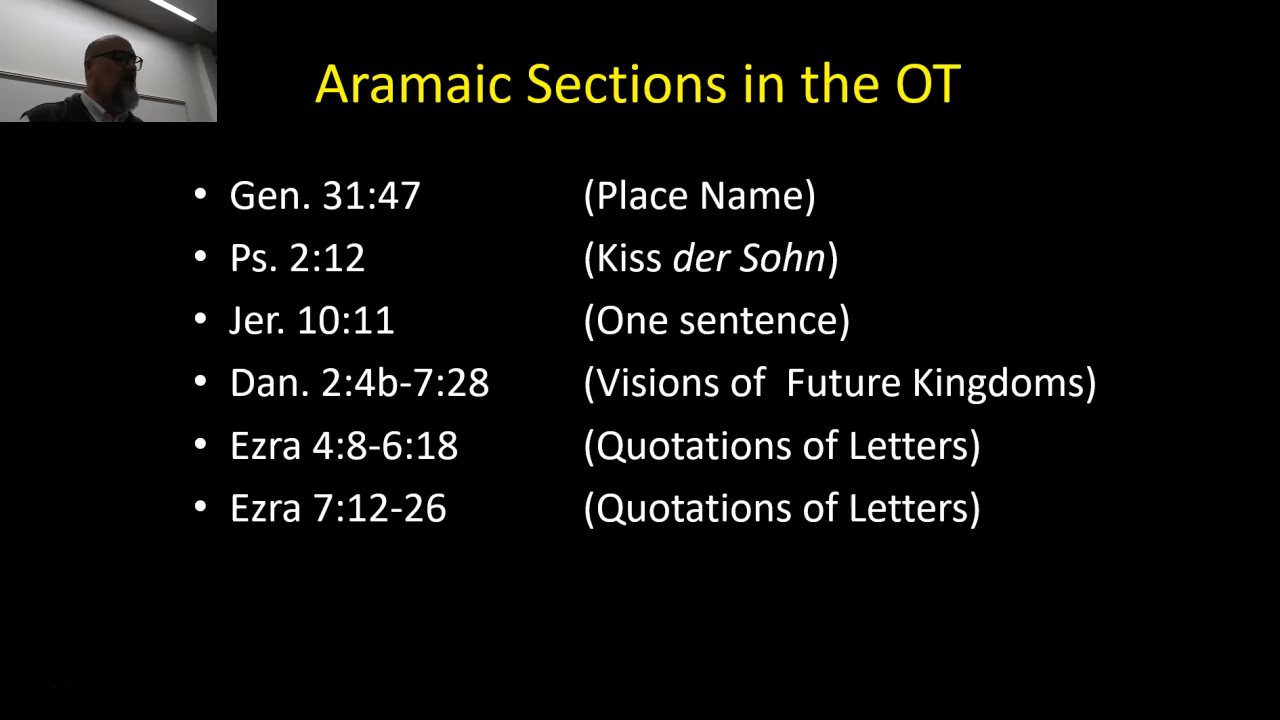 Aramaic Sections in the OT
• Gen. 31:47 (Place Name)
• Ps. 2:12 (Kiss der Sohn)
• Jer. 10:11 (One sentence)
• Dan. 2:4b-7:28 (Visions of  Future Kingdoms)
• Ezra 4:8-6:18 (Quotations of Letters)
• Ezra 7:12-26 (Quotations of Letters)